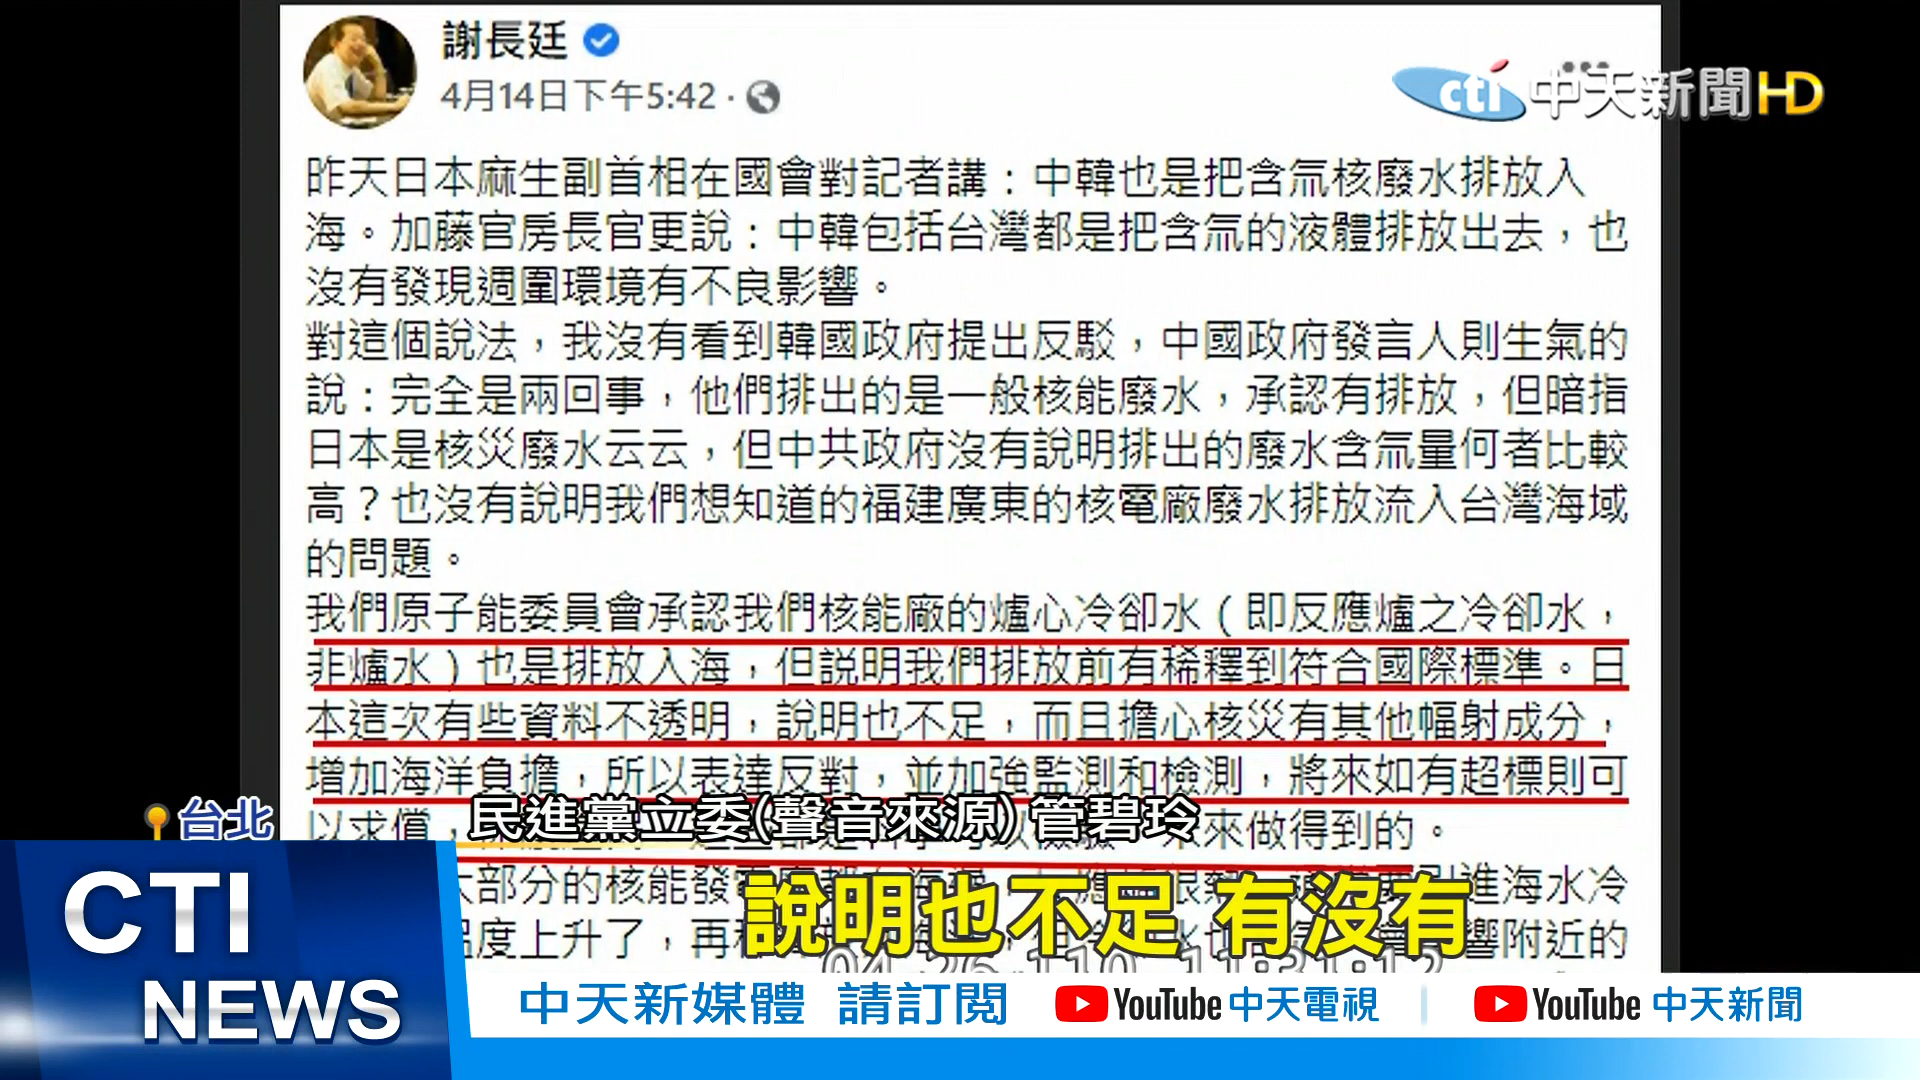 謝長廷
4月14日下午5:42
cti 中天新聞HD
昨天日本麻生副首相在國會對記者講：中韓也是把含氚核廢水排放入
海。加藤官房長官更說：中韓包括台灣都是把含氚的液體排放出去，也
沒有發現週圍環境有不良影響。
對這個說法，我沒有看到韓國政府提出反駁，中國政府發言人則生氣的
說：完全是兩回事，他們排出的是一般核能廢水，承認有排放，但暗指
日本是核災廢水云云，但中共政府沒有說明排出的廢水含氚量何者比較
高？也沒有說明我們想知道的福建廣東的核電廠廢水排放流入台灣海域
的問題。
我們原子能委員會承認我們核能廠的爐心冷卻水（即反應爐之冷卻水，
非爐水）也是排放入海，但說明我們排放前有稀釋到符合國際標準。日
本這次有些資料不透明，說明也不足，而且擔心核災有其他幅射成分，
增加海洋負擔，所以表達反對，並加強監測和檢測，將來如有超標則可
以求償，
來做得到的。
台北
民進黨立委(聲音來源) 管碧玲
大部分的核能發電
引進海水冷
溫度上升了，再
響附近的
說明也不足 有沒有
CTI
NEWS
中天新媒體 請訂閱
YouTube 中天電視
YouTube 中天新聞